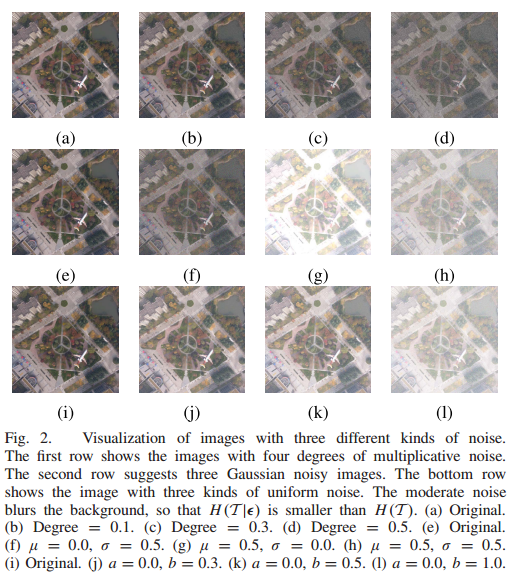 (a) (b) (c) (d)
(e) (f) (g) (h)
(i) (j) (k) (l)
Fig. 2. Visualization of images with three different kinds of noise.
The first row shows the images with four degrees of multiplicative noise.
The second row suggests three Gaussian noisy images. The bottom row
shows the image with three kinds of uniform noise. The moderate noise
blurs the background, so that H(𝒯|ϵ) is smaller than H(𝒯). (a) Original.
(b) Degree = 0.1. (c) Degree = 0.3. (d) Degree = 0.5. (e) Original.
(f) μ = 0.0, σ = 0.5. (g) μ = 0.5, σ = 0.0. (h) μ = 0.5, σ = 0.5.
(i) Original. (j) a = 0.0, b = 0.3. (k) a = 0.0, b = 0.5. (l) a = 0.0, b = 1.0.